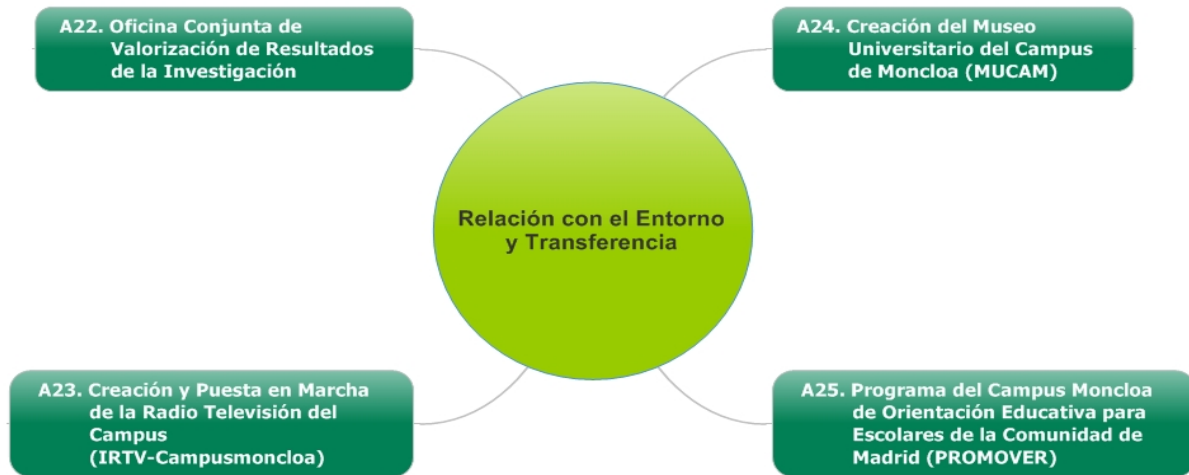 A22. Oficina Conjunta de
Valorización de Resultados
de la Investigación
A24. Creación del Museo
Universitario del Campus
de Moncloa (MUCAM)
Relación con el Entorno
y Transferencia
A23. Creación y Puesta en Marcha
de la Radio Televisión del
Campus
(IRTV-Campusmoncloa)
A25. Programa del Campus Moncloa
de Orientación Educativa para
Escolares de la Comunidad de
Madrid (PROMOVER)